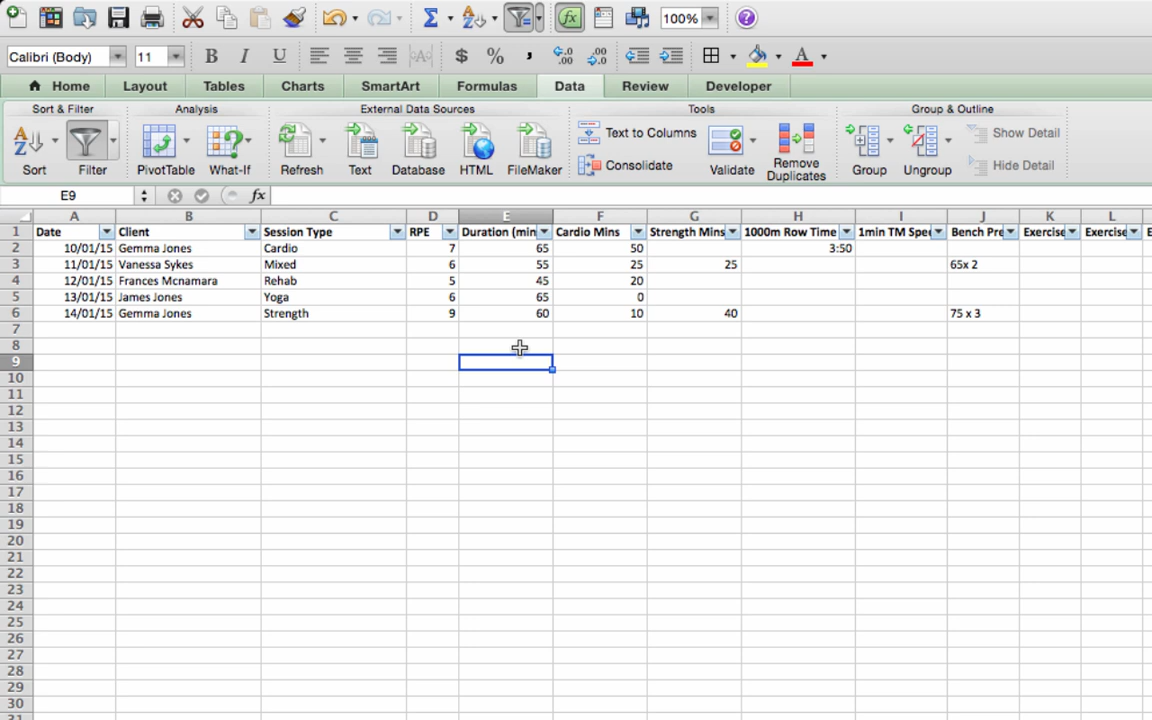 100%
Calibri (Body) 11 B I U A $ % , .0 .00 A
Home Layout Tables Charts SmartArt Formulas Data Review Developer
Sort & Filter Analysis External Data Sources Tools Group & Outline
Sort Filter PivotTable What-If Refresh Text Database HTML FileMaker Text to Columns Consolidate Validate Remove Duplicates Group Ungroup Show Detail Hide Detail
E9 fx
A B C D E F G H I J K L
1 Date Client Session Type RPE Duration (min Cardio Mins Strength Mins 1000m Row Time 1min TM Spe Bench Pre Exercise Exercise E
2 10/01/15 Gemma Jones Cardio 7 65 50 3:50
3 11/01/15 Vanessa Sykes Mixed 6 55 25 25 65x 2
4 12/01/15 Frances Mcnamara Rehab 5 45 20
5 13/01/15 James Jones Yoga 6 65 0
6 14/01/15 Gemma Jones Strength 9 60 10 40 75 x 3
7
8
9
10
11
12
13
14
15
16
17
18
19
20
21
22
23
24
25
26
27
28
29
30
31